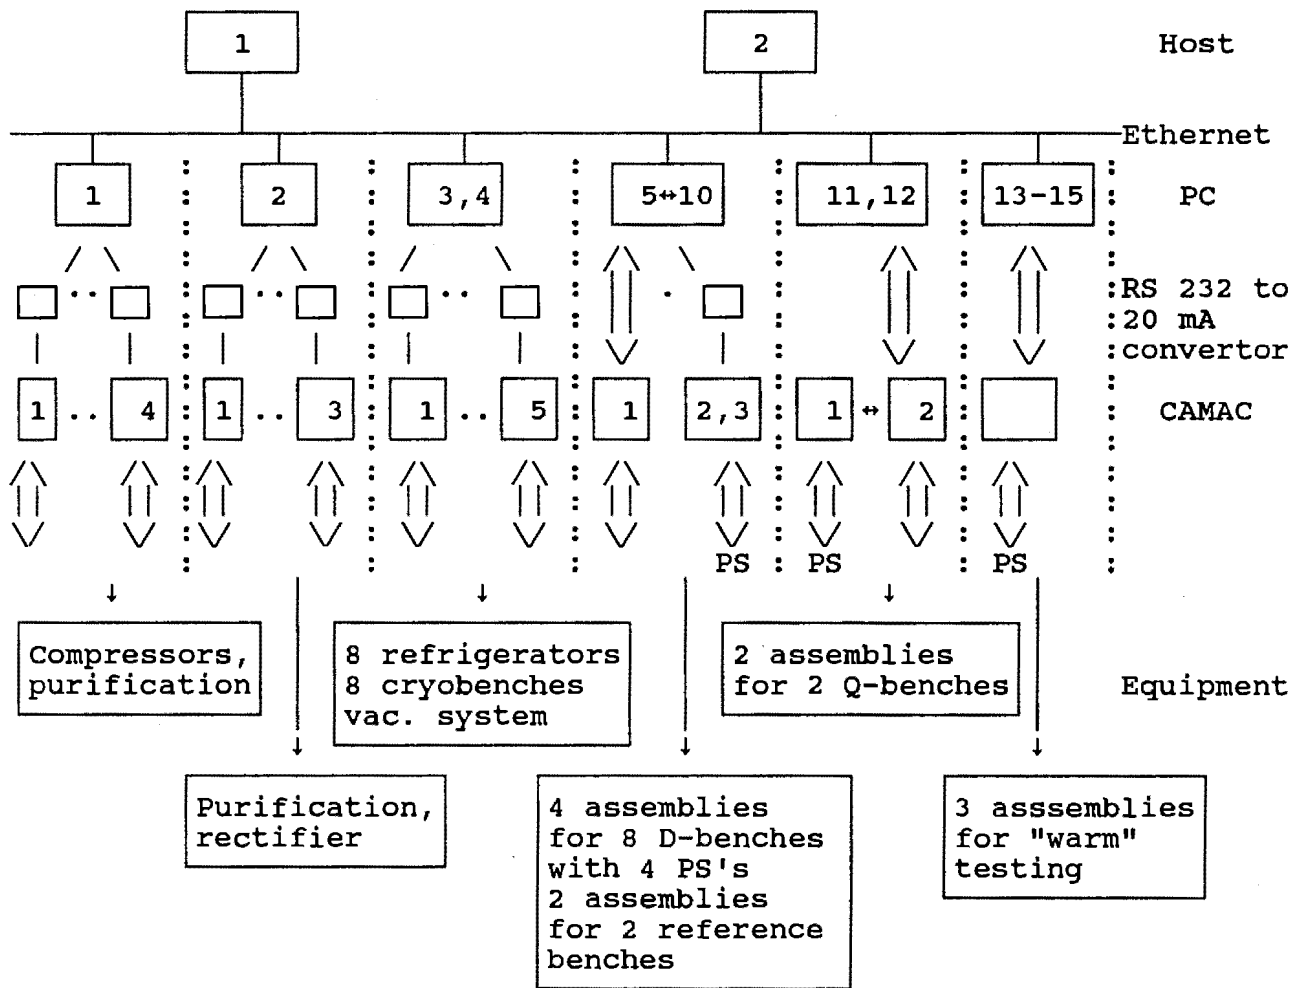 1 2 Host
Ethernet
1 2 3,4 5↔10 11,12 13-15 PC
RS 232 to
20 mA
convertor
1 .. 4 1 .. 3 1 .. 5 1 2,3 1 ↔ 2 CAMAC
PS PS PS
Compressors,
purification
8 refrigerators
8 cryobenches
vac. system
2 assemblies
for 2 Q-benches
Equipment
Purification,
rectifier
4 assemblies
for 8 D-benches
with 4 PS's
2 assemblies
for 2 reference
benches
3 asssemblies
for "warm"
testing